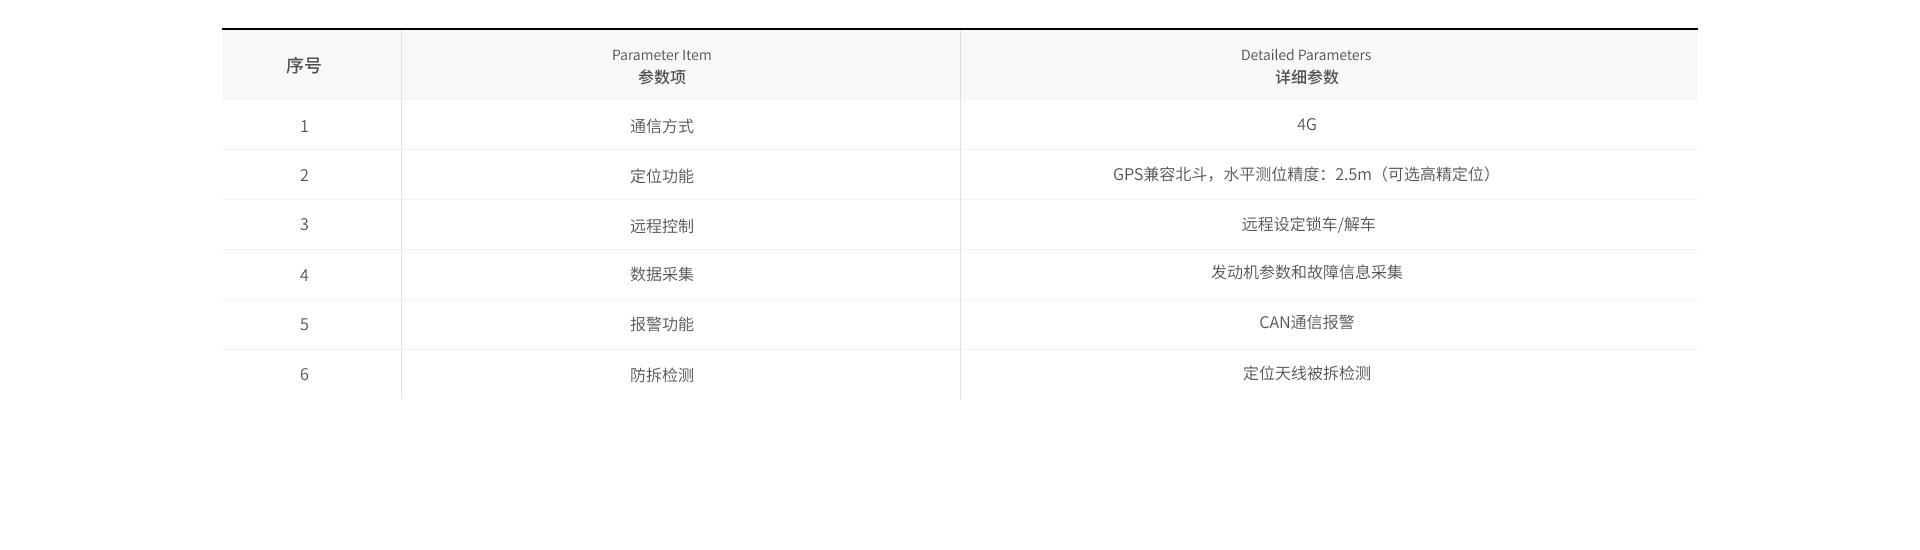 序号
Parameter Item
参数项
Detailed Parameters
详细参数
1 通信方式 4G
2 定位功能 GPS兼容北斗，水平测位精度：2.5m（可选高精定位）
3 远程控制 远程设定锁车/解车
4 数据采集 发动机参数和故障信息采集
5 报警功能 CAN通信报警
6 防拆检测 定位天线被拆检测